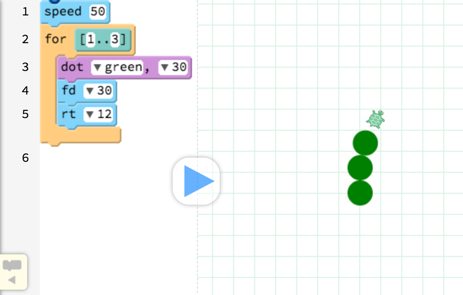 1 speed 50
2 for [1..3]
3 dot ▼green, ▼30
4 fd ▼30
5 rt ▼12
6